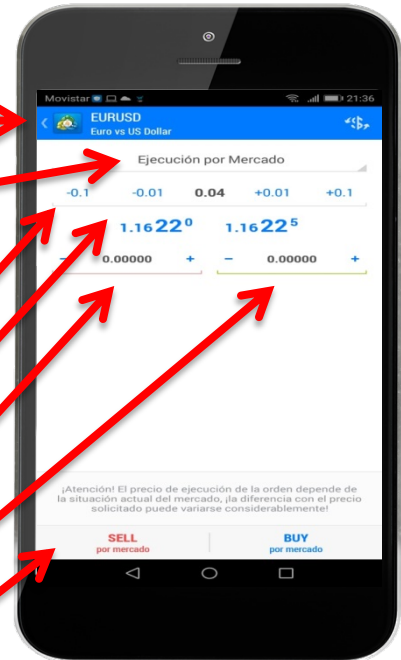 Movistar 21:36
EURUSD
Euro vs US Dollar
Ejecución por Mercado
-0.1 -0.01 0.04 +0.01 +0.1
1.16220 1.16225
- 0.00000 + - 0.00000 +
¡Atención! El precio de ejecución de la orden depende de
la situación actual del mercado, ¡la diferencia con el precio
solicitado puede variarse considerablemente!
SELL BUY
por mercado por mercado